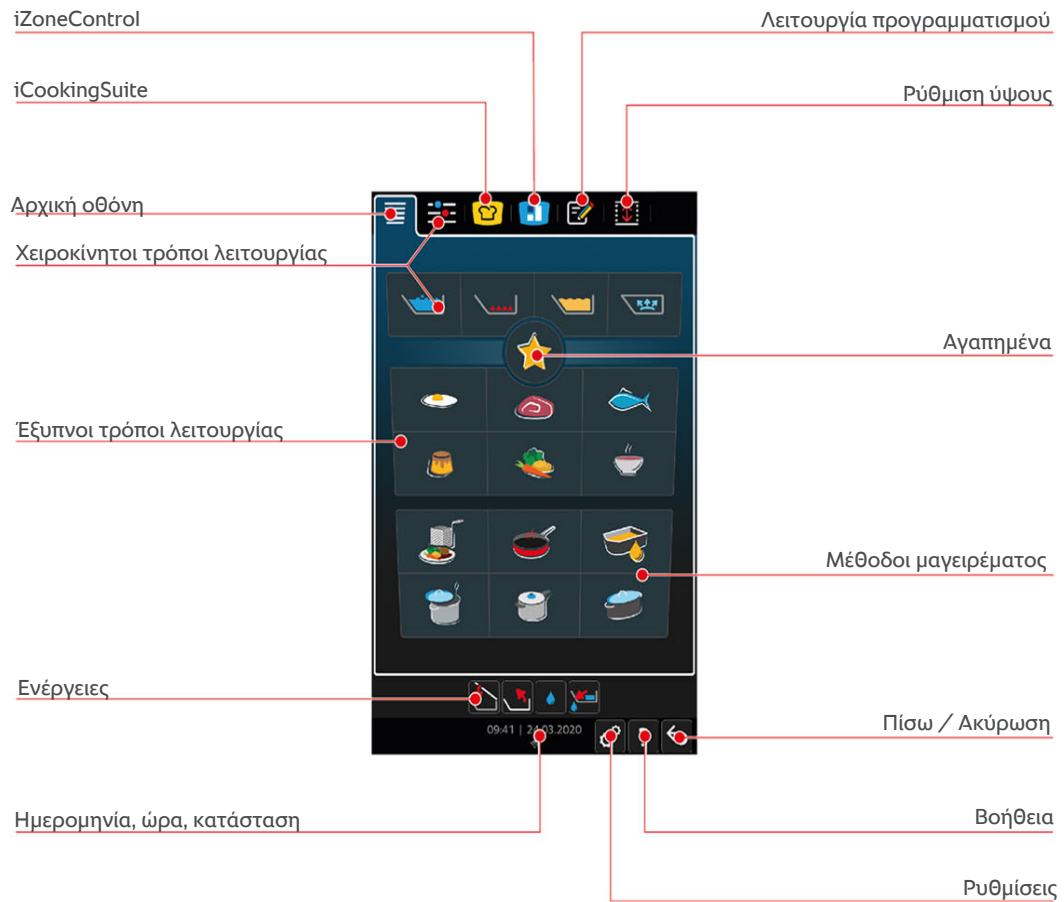 iZoneControl
Λειτουργία προγραμματισμού
iCookingSuite
Ρύθμιση ύψους
Αρχική οθόνη
Χειροκίνητοι τρόποι λειτουργίας
Αγαπημένα
Έξυπνοι τρόποι λειτουργίας
Μέθοδοι μαγειρέματος
Ενέργειες
Πίσω / Ακύρωση
09:41 | 24.03.2020
Ημερομηνία, ώρα, κατάσταση
Βοήθεια
Ρυθμίσεις